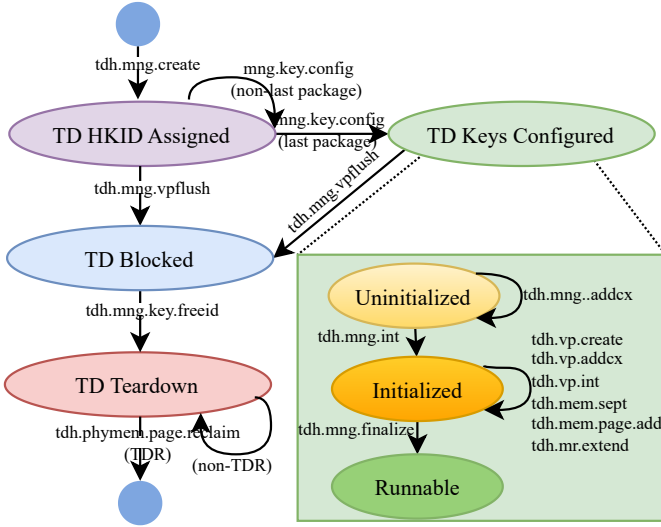 tdh.mng.create
mng.key.config
(non-last package)
TD HKID Assigned
mng.key.config
(last package)
TD Keys Configured
tdh.mng.vpflush
tdh.mng.vpflush
TD Blocked
tdh.mng.key.freeid
TD Teardown
tdh.phymem.page.reclaim
(TDR)
(non-TDR)
Uninitialized
tdh.mng..addcx
tdh.mng.int
Initialized
tdh.vp.create
tdh.vp.addcx
tdh.vp.int
tdh.mem.sept
tdh.mem.page.add
tdh.mr.extend
tdh.mng.finalize
Runnable